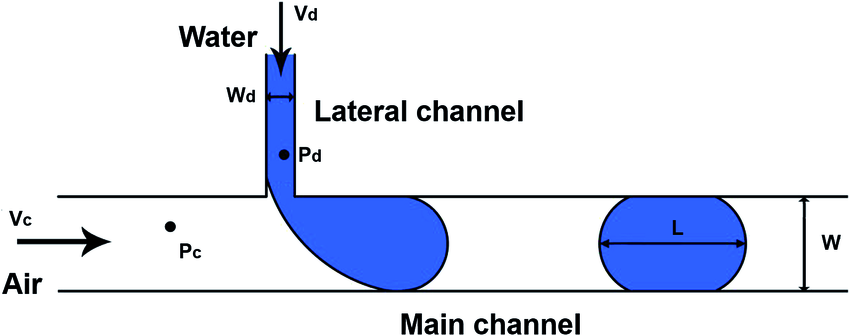 Vd
Water
Wd
Lateral channel
Pd
Vc
Pc
L
W
Air
Main channel